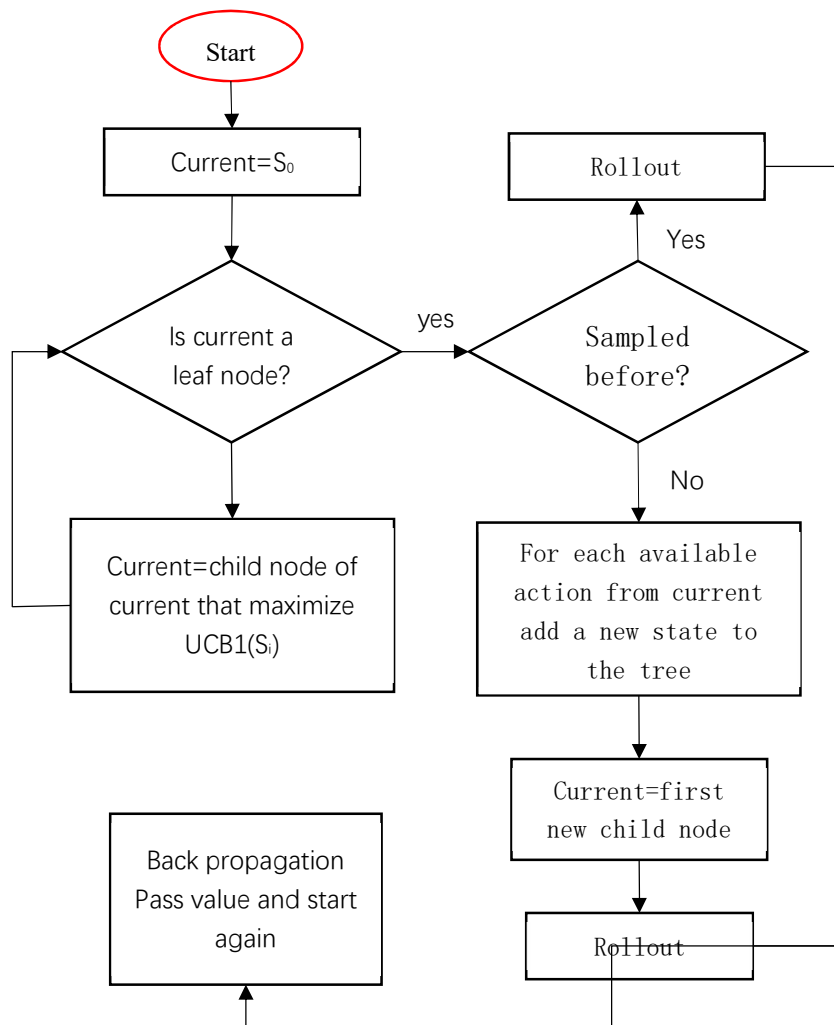 Start
Current=S₀
Is current a
leaf node?
yes
Current=child node of
current that maximize
UCB1(Sᵢ)
Rollout
Yes
Sampled
before?
No
For each available
action from current
add a new state to
the tree
Current=first
new child node
Rollout
Back propagation
Pass value and start
again